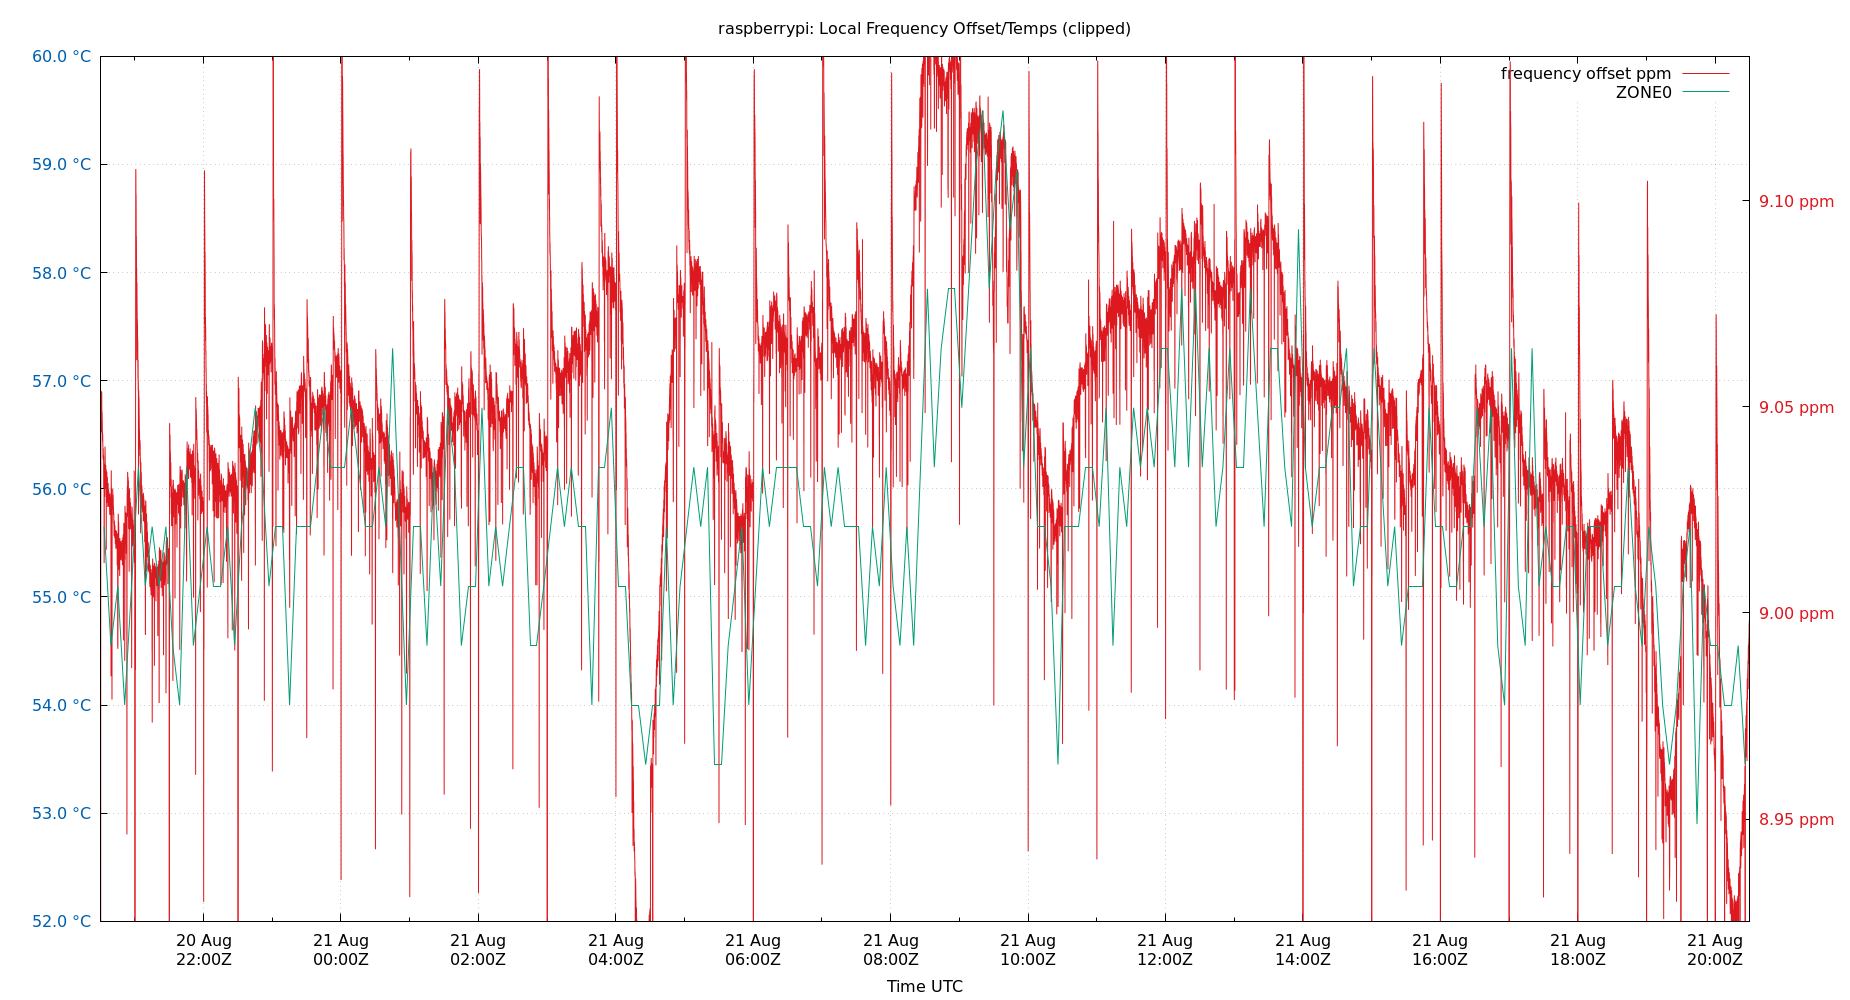 raspberrypi: Local Frequency Offset/Temps (clipped)
60.0 °C
59.0 °C
58.0 °C
57.0 °C
56.0 °C
55.0 °C
54.0 °C
53.0 °C
52.0 °C
frequency offset ppm
ZONE0
9.10 ppm
9.05 ppm
9.00 ppm
8.95 ppm
20 Aug 21 Aug 21 Aug 21 Aug 21 Aug 21 Aug 21 Aug 21 Aug 21 Aug 21 Aug 21 Aug 21 Aug
22:00Z 00:00Z 02:00Z 04:00Z 06:00Z 08:00Z 10:00Z 12:00Z 14:00Z 16:00Z 18:00Z 20:00Z
Time UTC